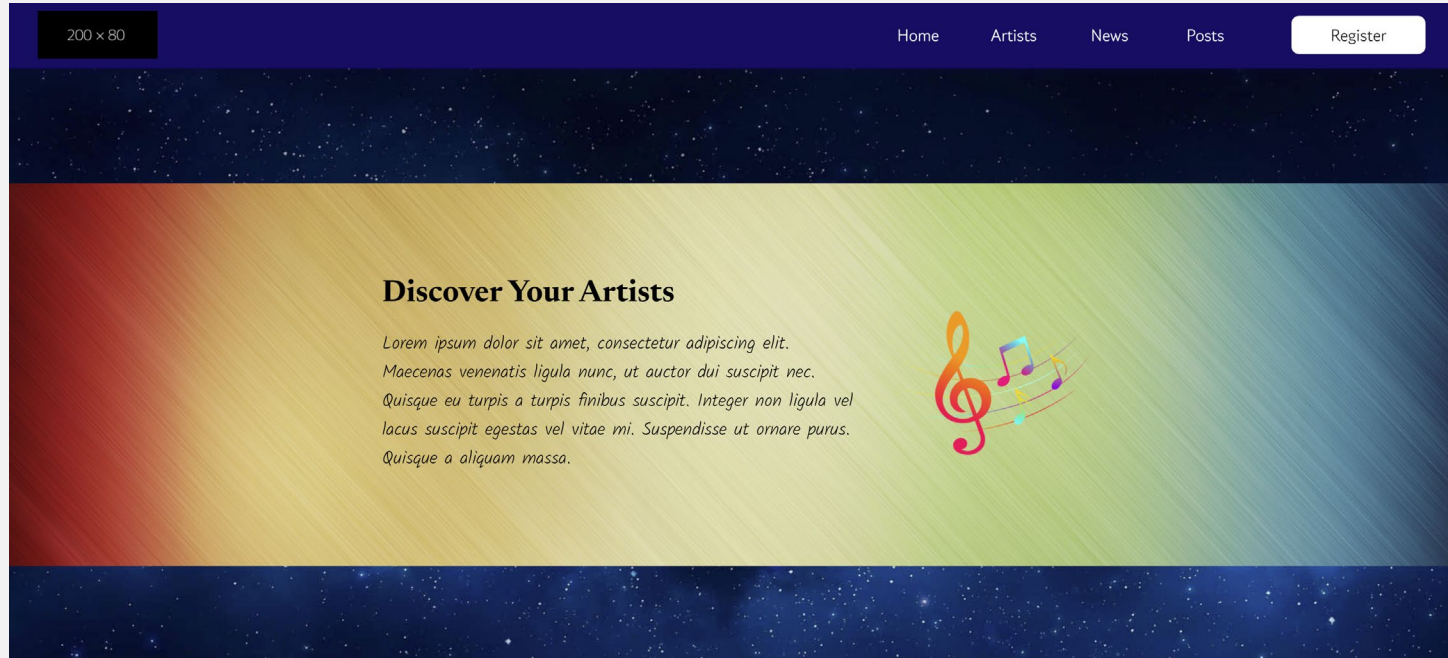 200 × 80
Home
Artists
News
Posts
Register
Discover Your Artists
Lorem ipsum dolor sit amet, consectetur adipiscing elit.
Maecenas venenatis ligula nunc, ut auctor dui suscipit nec.
Quisque eu turpis a turpis finibus suscipit. Integer non ligula vel
lacus suscipit egestas vel vitae mi. Suspendisse ut ornare purus.
Quisque a aliquam massa.